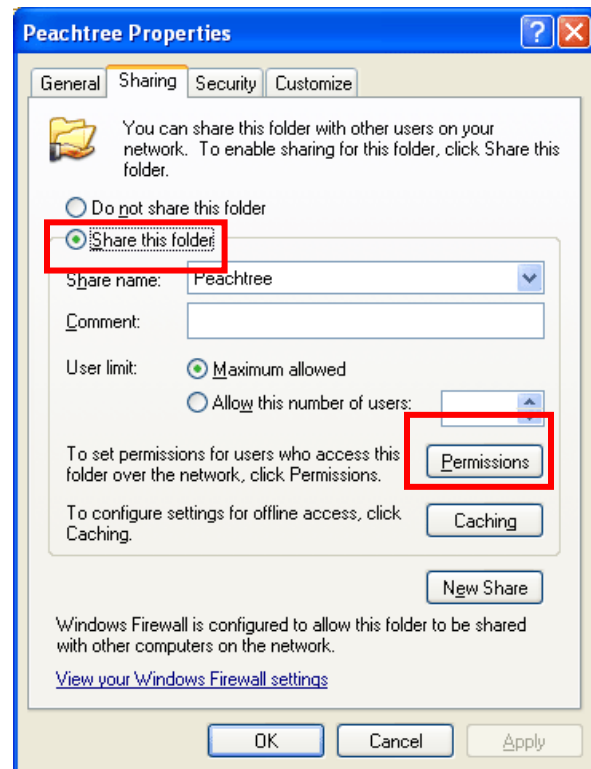 Peachtree Properties
General Sharing Security Customize
You can share this folder with other users on your
network. To enable sharing for this folder, click Share this
folder.
Do not share this folder
Share this folder
Share name: Peachtree
Comment:
User limit: Maximum allowed
Allow this number of users:
To set permissions for users who access this
folder over the network, click Permissions.
Permissions
To configure settings for offline access, click
Caching.
Caching
New Share
Windows Firewall is configured to allow this folder to be shared
with other computers on the network.
View your Windows Firewall settings
OK Cancel Apply